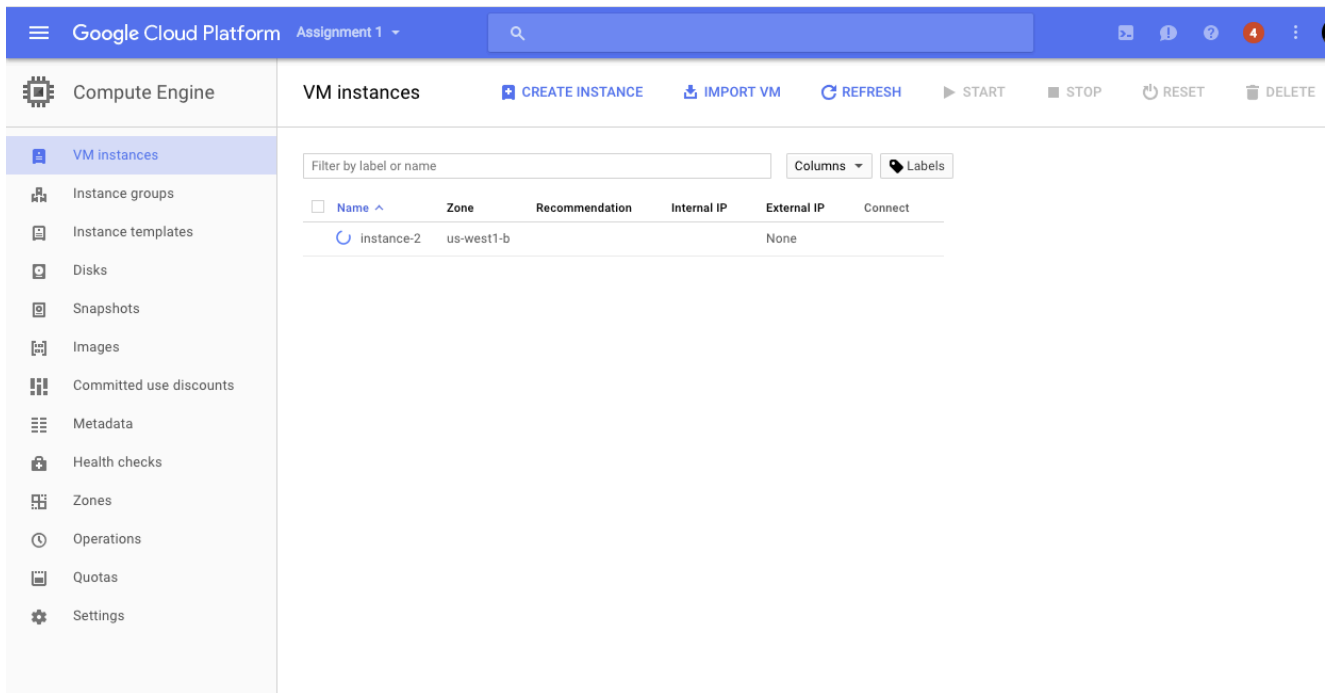 Google Cloud Platform Assignment 1 4
Compute Engine VM instances CREATE INSTANCE IMPORT VM REFRESH START STOP RESET DELETE
VM instances
Instance groups
Instance templates
Disks
Snapshots
Images
Committed use discounts
Metadata
Health checks
Zones
Operations
Quotas
Settings
Filter by label or name Columns Labels
Name Zone Recommendation Internal IP External IP Connect
instance-2 us-west1-b None